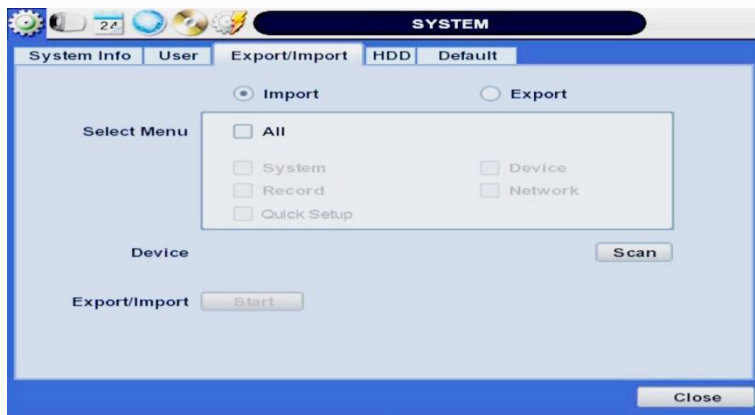 24 SYSTEM
System Info User Export/Import HDD Default
Import Export
Select Menu All
System Device
Record Network
Quick Setup
Device Scan
Export/Import Start
Close